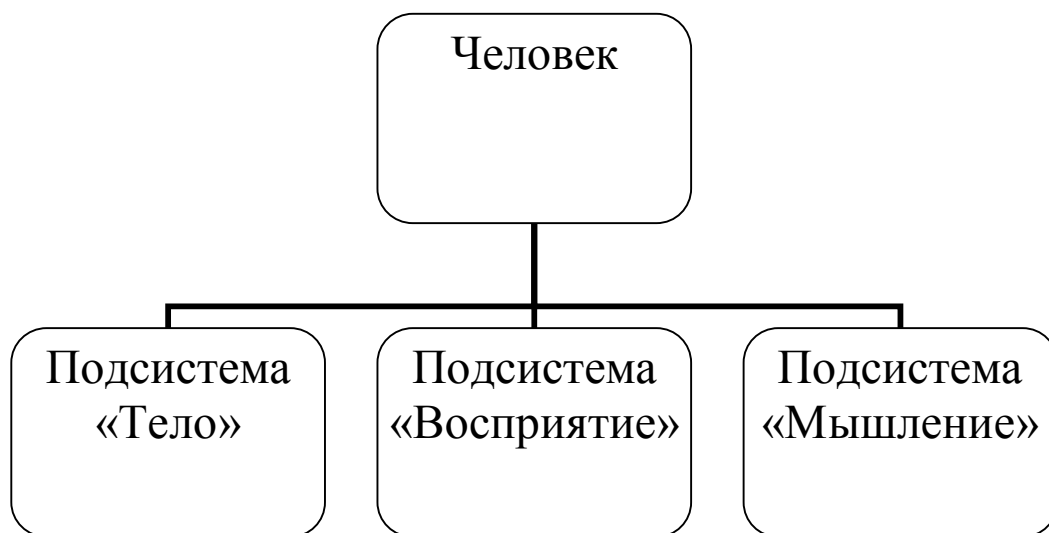 Человек
Подсистема
«Тело»
Подсистема
«Восприятие»
Подсистема
«Мышление»